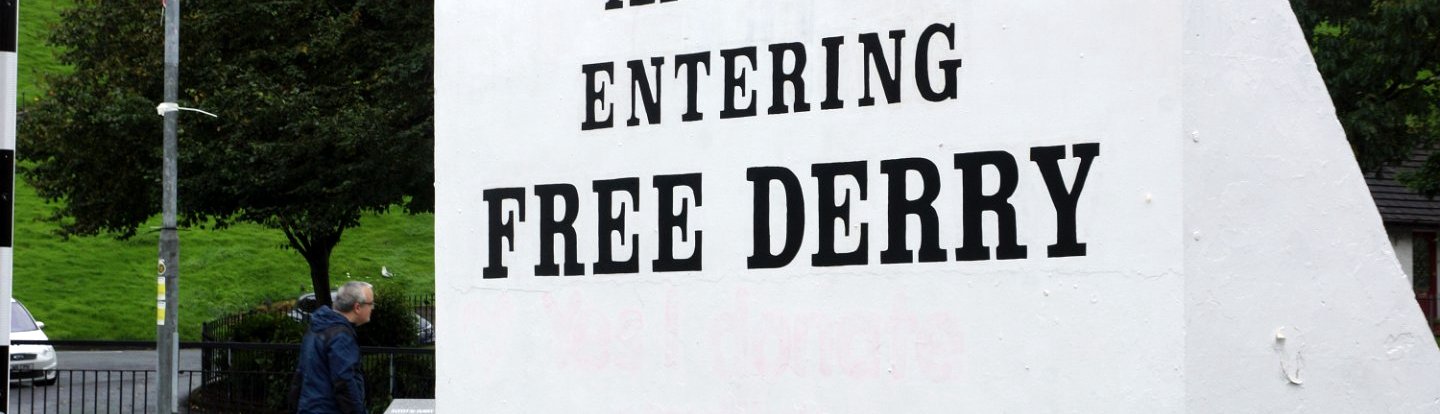 ENTERING
FREE DERRY